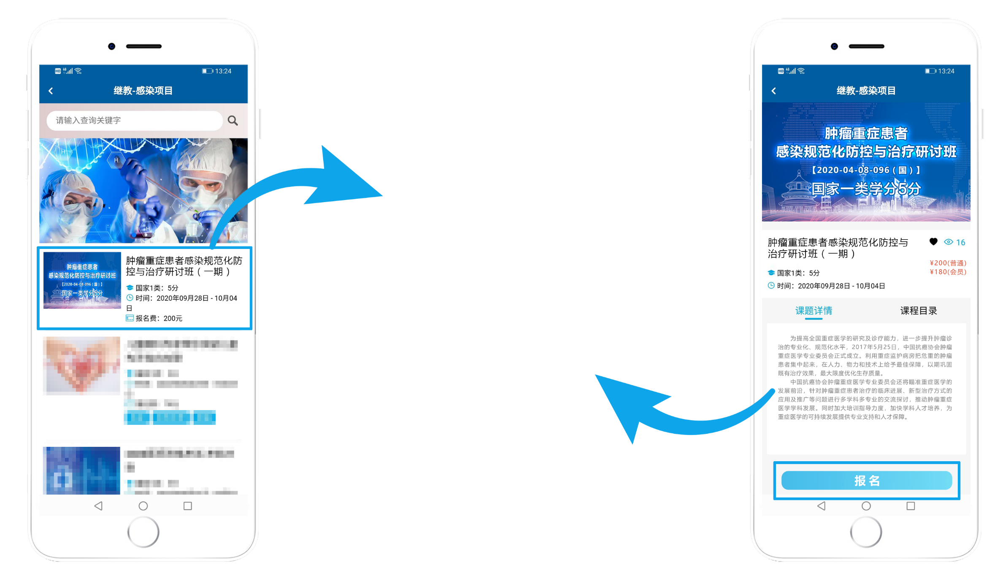 HD 4G 13:24
继教-感染项目
请输入查询关键字
H
H
H
H
H
H
肿瘤重症患者
感染规范化防控与治疗研讨班
【2020-04-08-096（国）】
国家一类学分5分
肿瘤重症患者感染规范化防
控与治疗研讨班（一期）
国家1类：5分
时间：2020年09月28日 - 10月04
日
报名费：200元
HD 4G 13:24
继教-感染项目
肿瘤重症患者
感染规范化防控与治疗研讨班
【2020-04-08-096（国）】
国家一类学分5分
肿瘤重症患者感染规范化防控与
治疗研讨班（一期）
16
¥200(普通)
¥180(会员)
国家1类：5分
时间：2020年09月28日 - 10月04日
课题详情 课程目录
为提高全国重症医学的研究及诊疗能力，进一步提升肿瘤诊
治的专业化、规范化水平，2017年5月25日，中国抗癌协会肿瘤
重症医学专业委员会正式成立。利用重症监护病房把危重的肿瘤
患者集中起来，在人力、物力和技术上给予最佳保障，以期巩固
既有治疗效果，最大限度优化生存质量。
中国抗癌协会肿瘤重症医学专业委员会还将瞄准重症医学的
发展前沿，针对肿瘤重症患者治疗的临床进展、新型治疗方式的
应用及推广等问题进行多学科多专业的交流探讨，推动肿瘤重症
医学学科发展。同时加大培训指导力度，加快学科人才培养，为
重症医学的可持续发展提供专业支持和人才保障。
报名